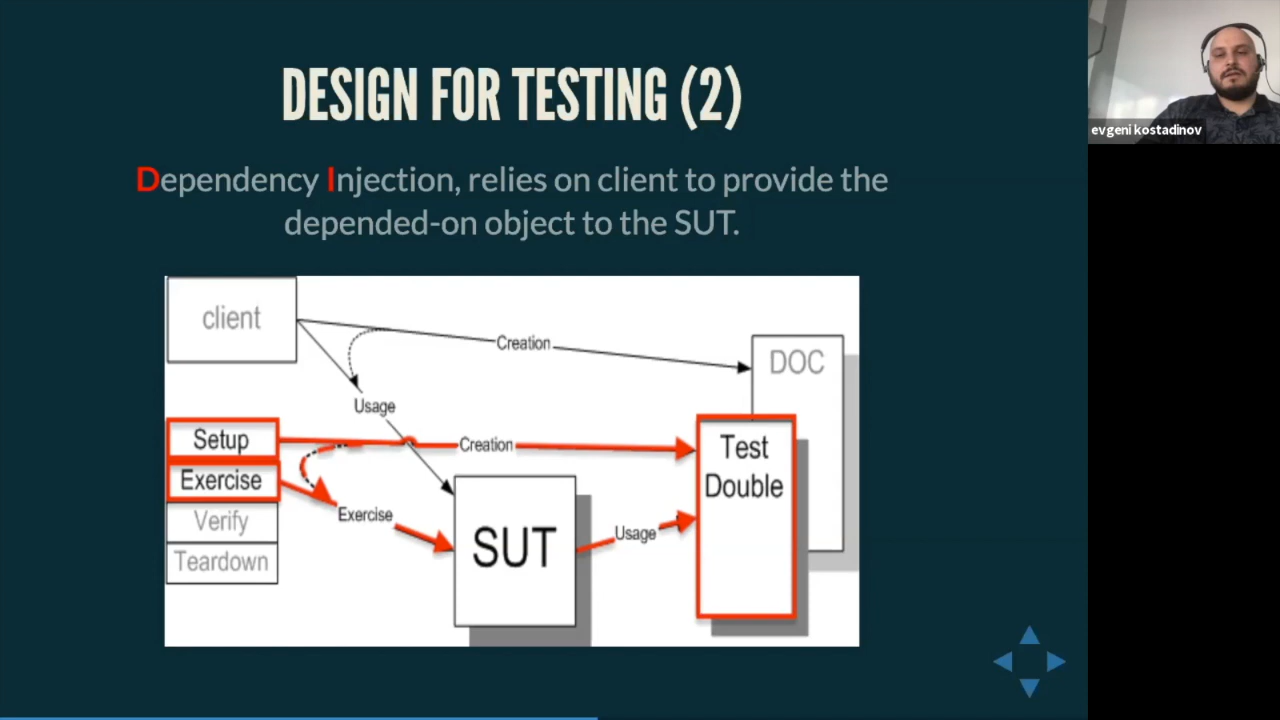 DESIGN FOR TESTING (2)
evgeni kostadinov
Dependency Injection, relies on client to provide the
depended-on object to the SUT.
client
Creation
DOC
Usage
Setup
Creation
Test
Double
Exercise
Exercise
Verify
SUT
Usage
Teardown